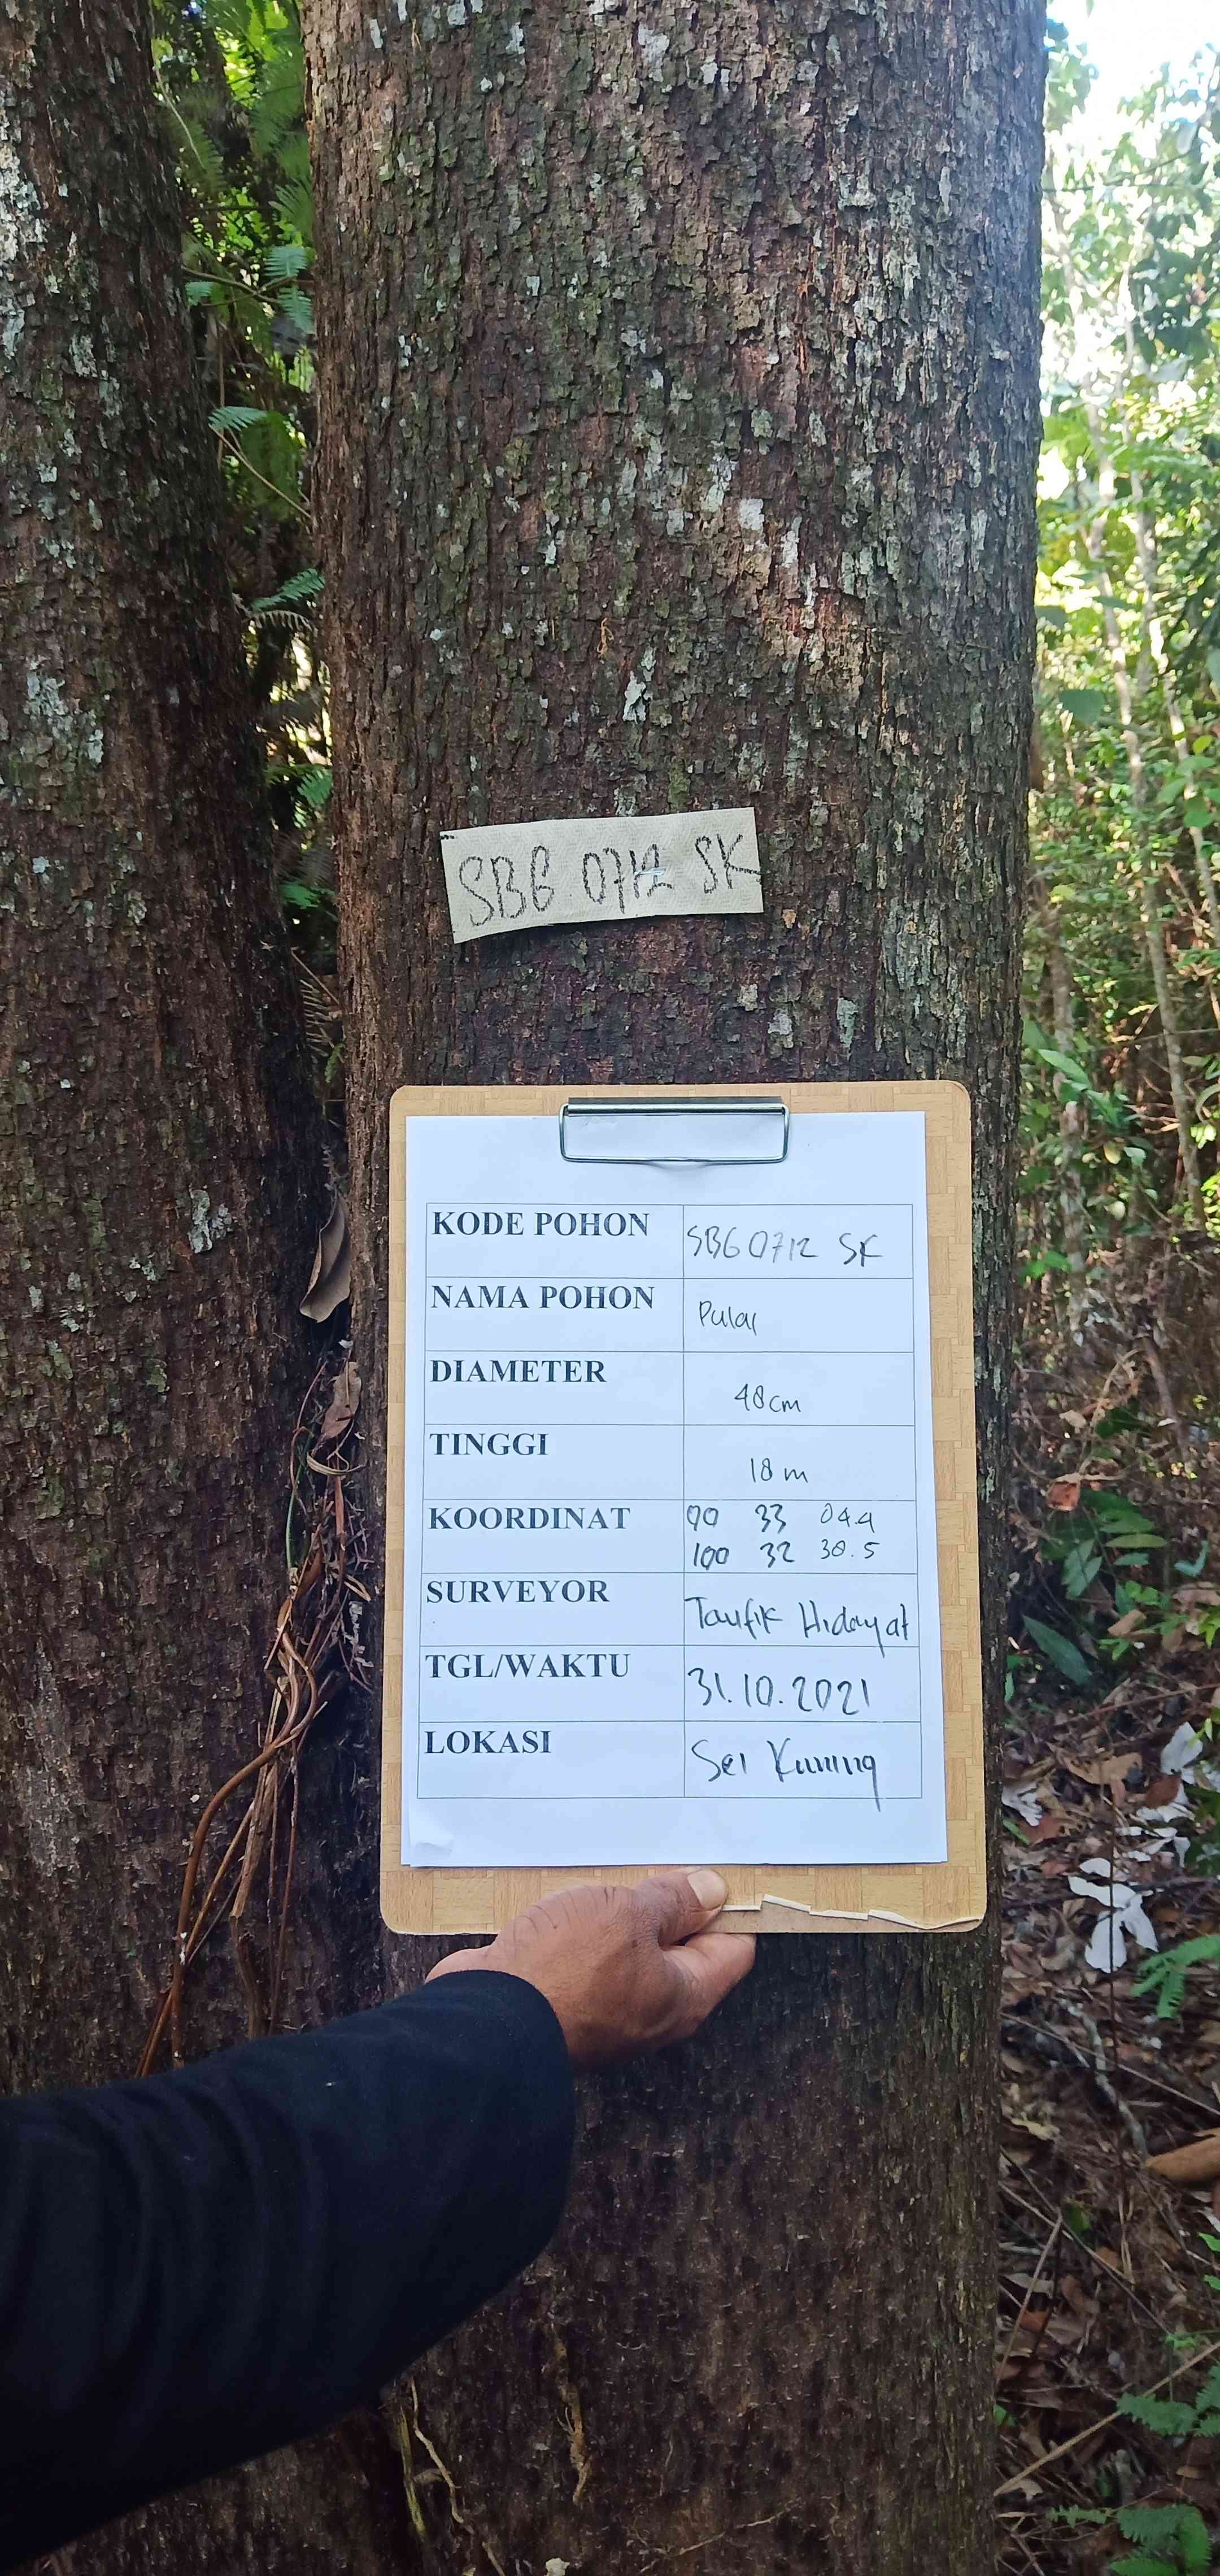 SBG 0712 SK
KODE POHON SBG 0712 SK
NAMA POHON Pulai
DIAMETER 48cm
TINGGI 18 m
KOORDINAT 00 33 04.4
100 32 30.5
SURVEYOR Taufik Hidayat
TGL/WAKTU 31.10.2021
LOKASI Sei Kuning